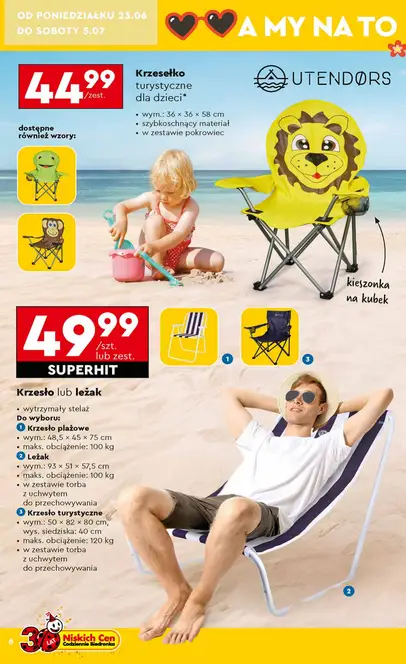 OD PONIEDZIAŁKU 23.06
DO SOBOTY 5.07
A MY NA TO
44.99
/zest.
Krzesełko
turystyczne
dla dzieci*
• wym.: 36 × 36 × 58 cm
• szybkoschnący materiał
• w zestawie pokrowiec
UTENDØRS
dostępne
również wzory:
kieszonka
na kubek
49.99
/szt.
lub zest.
SUPERHIT
1
3
Krzesło lub leżak
• wytrzymały stelaż
Do wyboru:
1 Krzesło plażowe
• wym.: 48,5 × 45 × 75 cm
• maks. obciążenie: 100 kg
2 Leżak
• wym.: 93 × 51 × 57,5 cm
• maks. obciążenie: 100 kg
• w zestawie torba
z uchwytem
do przechowywania
3 Krzesło turystyczne
• wym.: 50 × 82 × 80 cm,
wys. siedziska: 40 cm
• maks. obciążenie: 120 kg
• w zestawie torba
z uchwytem
do przechowywania
2
30 LAT
Niskich Cen
Codziennie Biedronka